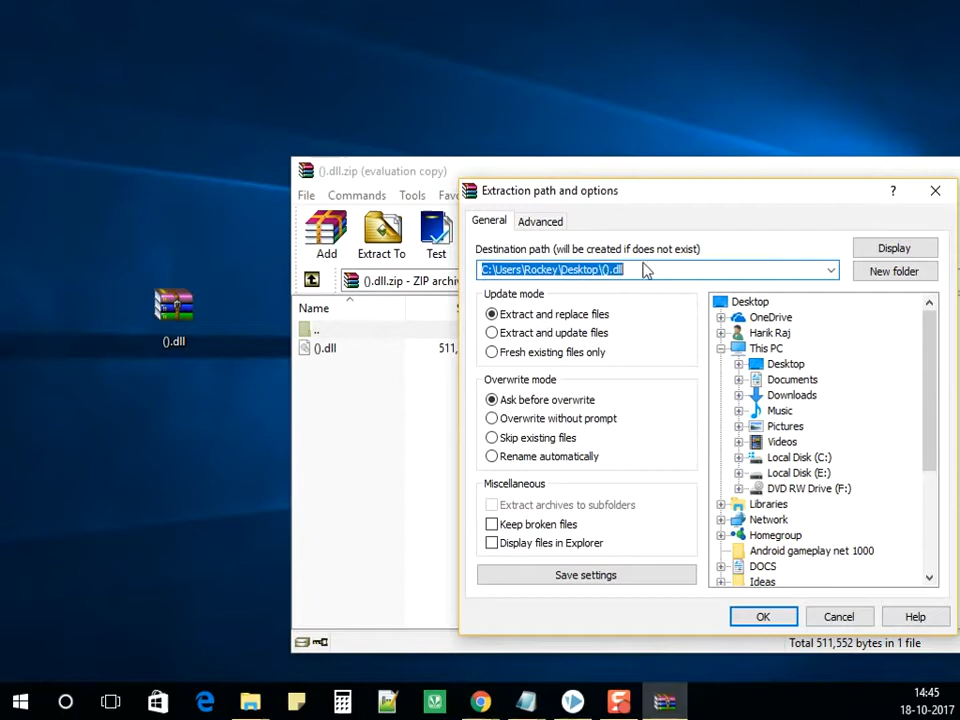 ().dll.zip (evaluation copy)
File Commands Tools Favo
Add Extract To Test
().dll.zip - ZIP archiv
Name
..
().dll 511,
().dll
Extraction path and options
?
General Advanced
Destination path (will be created if does not exist)
C:\Users\Rockey\Desktop\().dll
Display
New folder
Update mode
Extract and replace files
Extract and update files
Fresh existing files only
Overwrite mode
Ask before overwrite
Overwrite without prompt
Skip existing files
Rename automatically
Miscellaneous
Extract archives to subfolders
Keep broken files
Display files in Explorer
Save settings
Desktop
OneDrive
Harik Raj
This PC
Desktop
Documents
Downloads
Music
Pictures
Videos
Local Disk (C:)
Local Disk (E:)
DVD RW Drive (F:)
Libraries
Network
Homegroup
Android gameplay net 1000
DOCS
Ideas
OK Cancel Help
Total 511,552 bytes in 1 file
14:45
18-10-2017